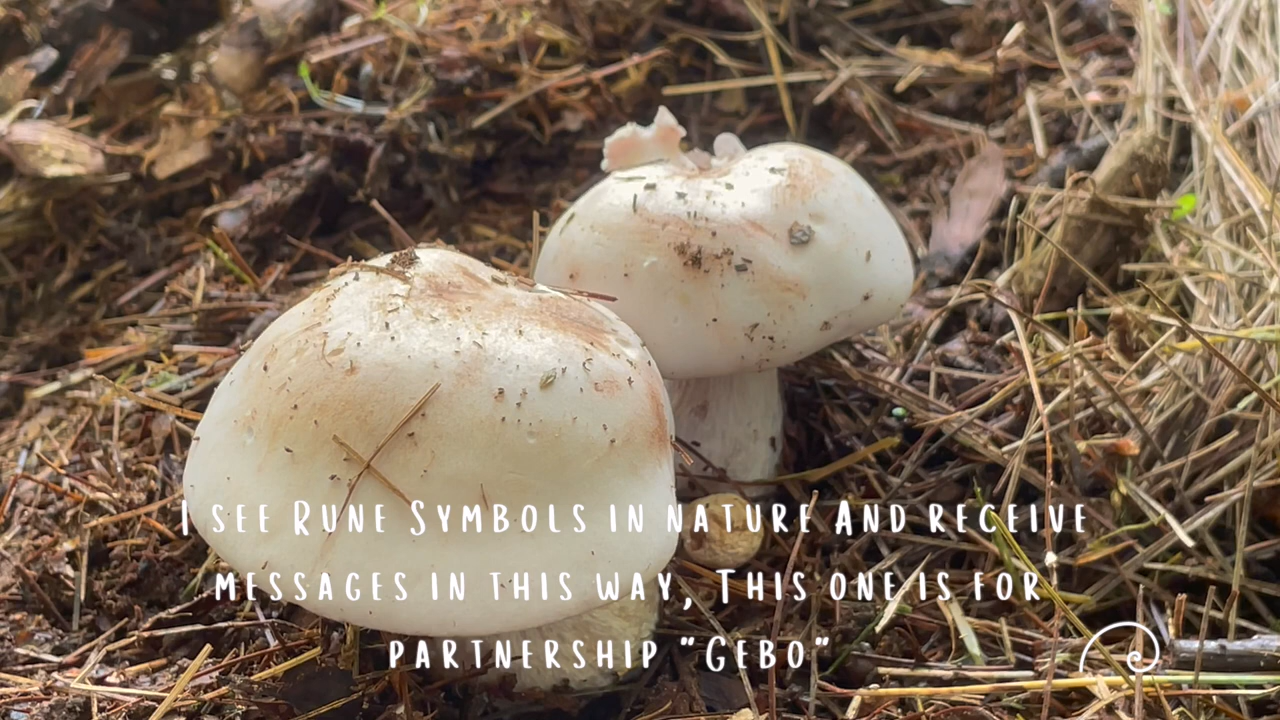 I see Rune Symbols in nature And receive
messages in this way, This one is for
partnership "Gebo"